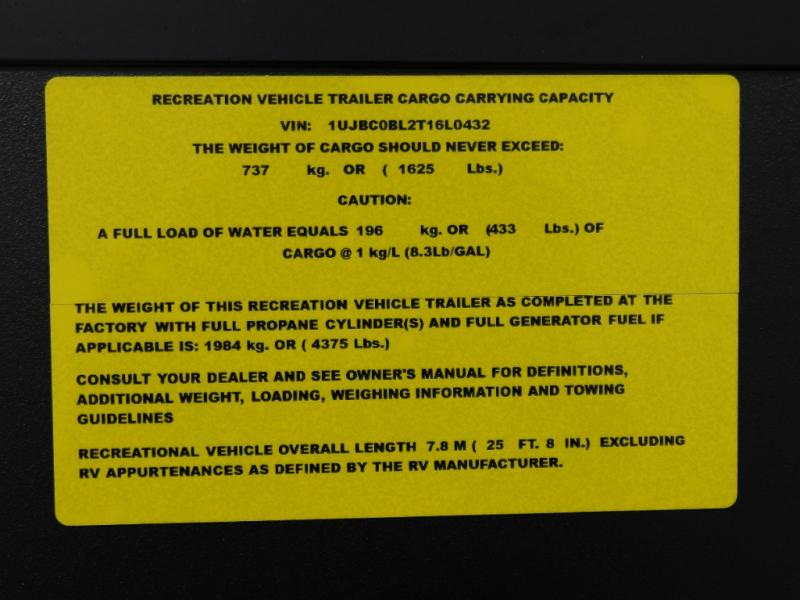 RECREATION VEHICLE TRAILER CARGO CARRYING CAPACITY
VIN: 1UJBC0BL2T16L0432
THE WEIGHT OF CARGO SHOULD NEVER EXCEED:
737 kg. OR ( 1625 Lbs.)
CAUTION:
A FULL LOAD OF WATER EQUALS 196 kg. OR (433 Lbs.) OF
CARGO @ 1 kg/L (8.3Lb/GAL)
THE WEIGHT OF THIS RECREATION VEHICLE TRAILER AS COMPLETED AT THE
FACTORY WITH FULL PROPANE CYLINDER(S) AND FULL GENERATOR FUEL IF
APPLICABLE IS: 1984 kg. OR ( 4375 Lbs.)
CONSULT YOUR DEALER AND SEE OWNER'S MANUAL FOR DEFINITIONS,
ADDITIONAL WEIGHT, LOADING, WEIGHING INFORMATION AND TOWING
GUIDELINES
RECREATIONAL VEHICLE OVERALL LENGTH 7.8 M ( 25 FT. 8 IN.) EXCLUDING
RV APPURTENANCES AS DEFINED BY THE RV MANUFACTURER.